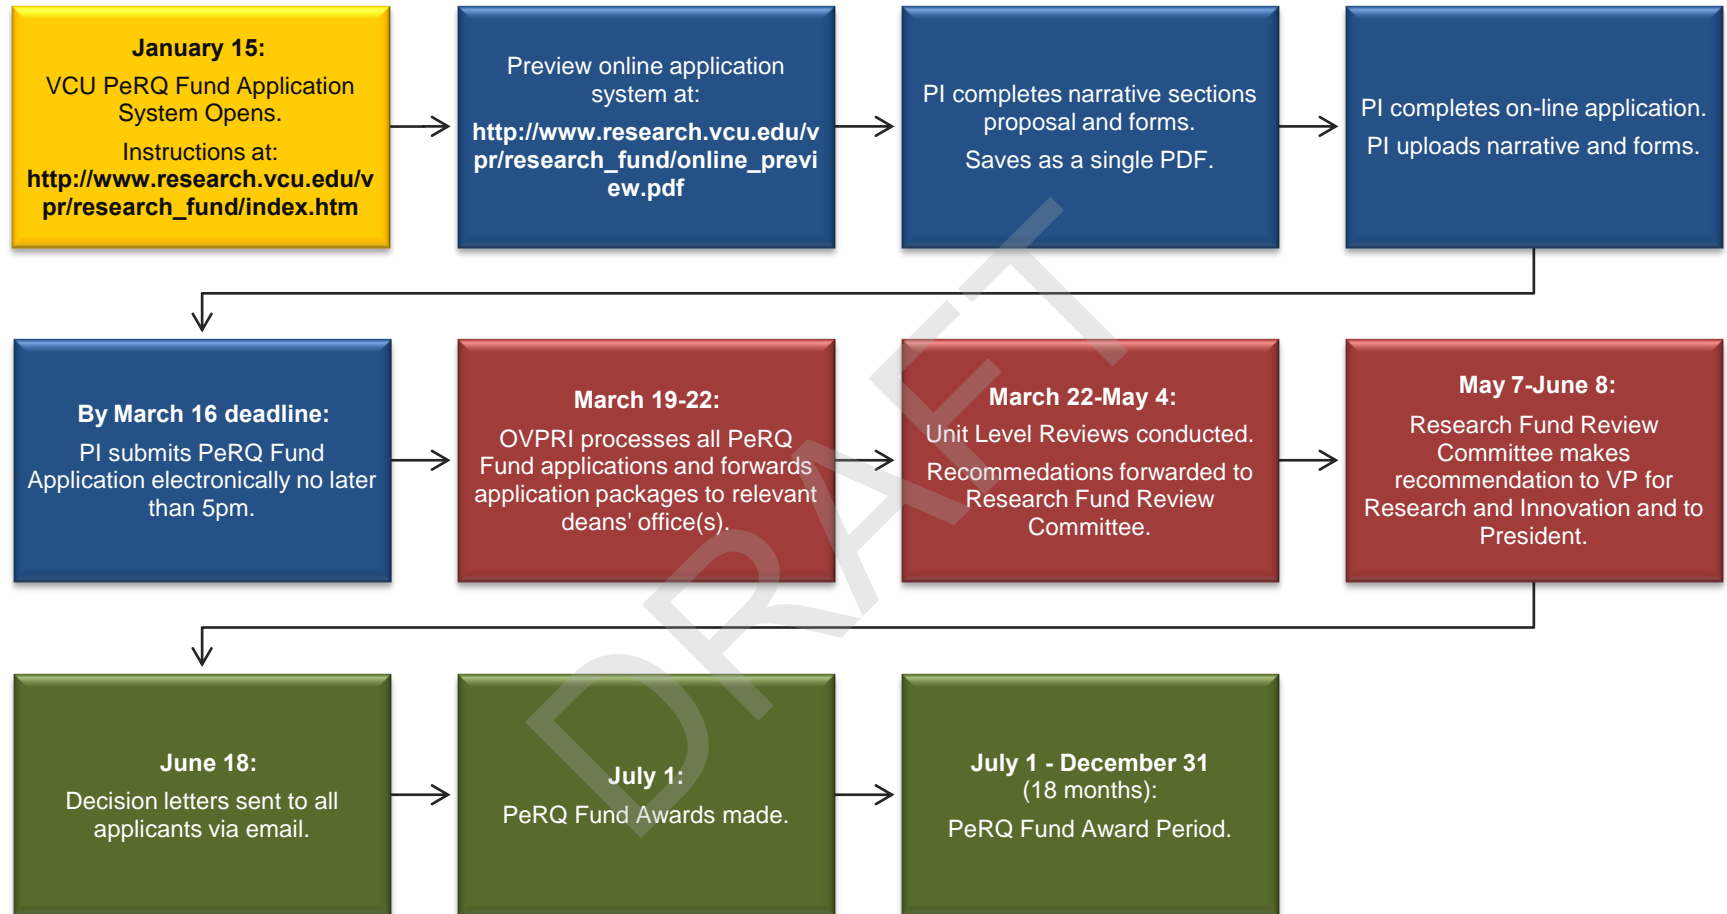 January 15:
VCU PeRQ Fund Application
System Opens.
Instructions at:
http://www.research.vcu.edu/v
pr/research_fund/index.htm
Preview online application
system at:
http://www.research.vcu.edu/v
pr/research_fund/online_previ
ew.pdf
PI completes narrative sections
proposal and forms.
Saves as a single PDF.
PI completes on-line application.
PI uploads narrative and forms.
By March 16 deadline:
PI submits PeRQ Fund
Application electronically no later
than 5pm.
March 19-22:
OVPRI processes all PeRQ
Fund applications and forwards
application packages to relevant
deans' office(s).
March 22-May 4:
Unit Level Reviews conducted.
Recommedations forwarded to
Research Fund Review
Committee.
May 7-June 8:
Research Fund Review
Committee makes
recommendation to VP for
Research and Innovation and to
President.
June 18:
Decision letters sent to all
applicants via email.
July 1:
PeRQ Fund Awards made.
July 1 - December 31
(18 months):
PeRQ Fund Award Period.
DRAFT